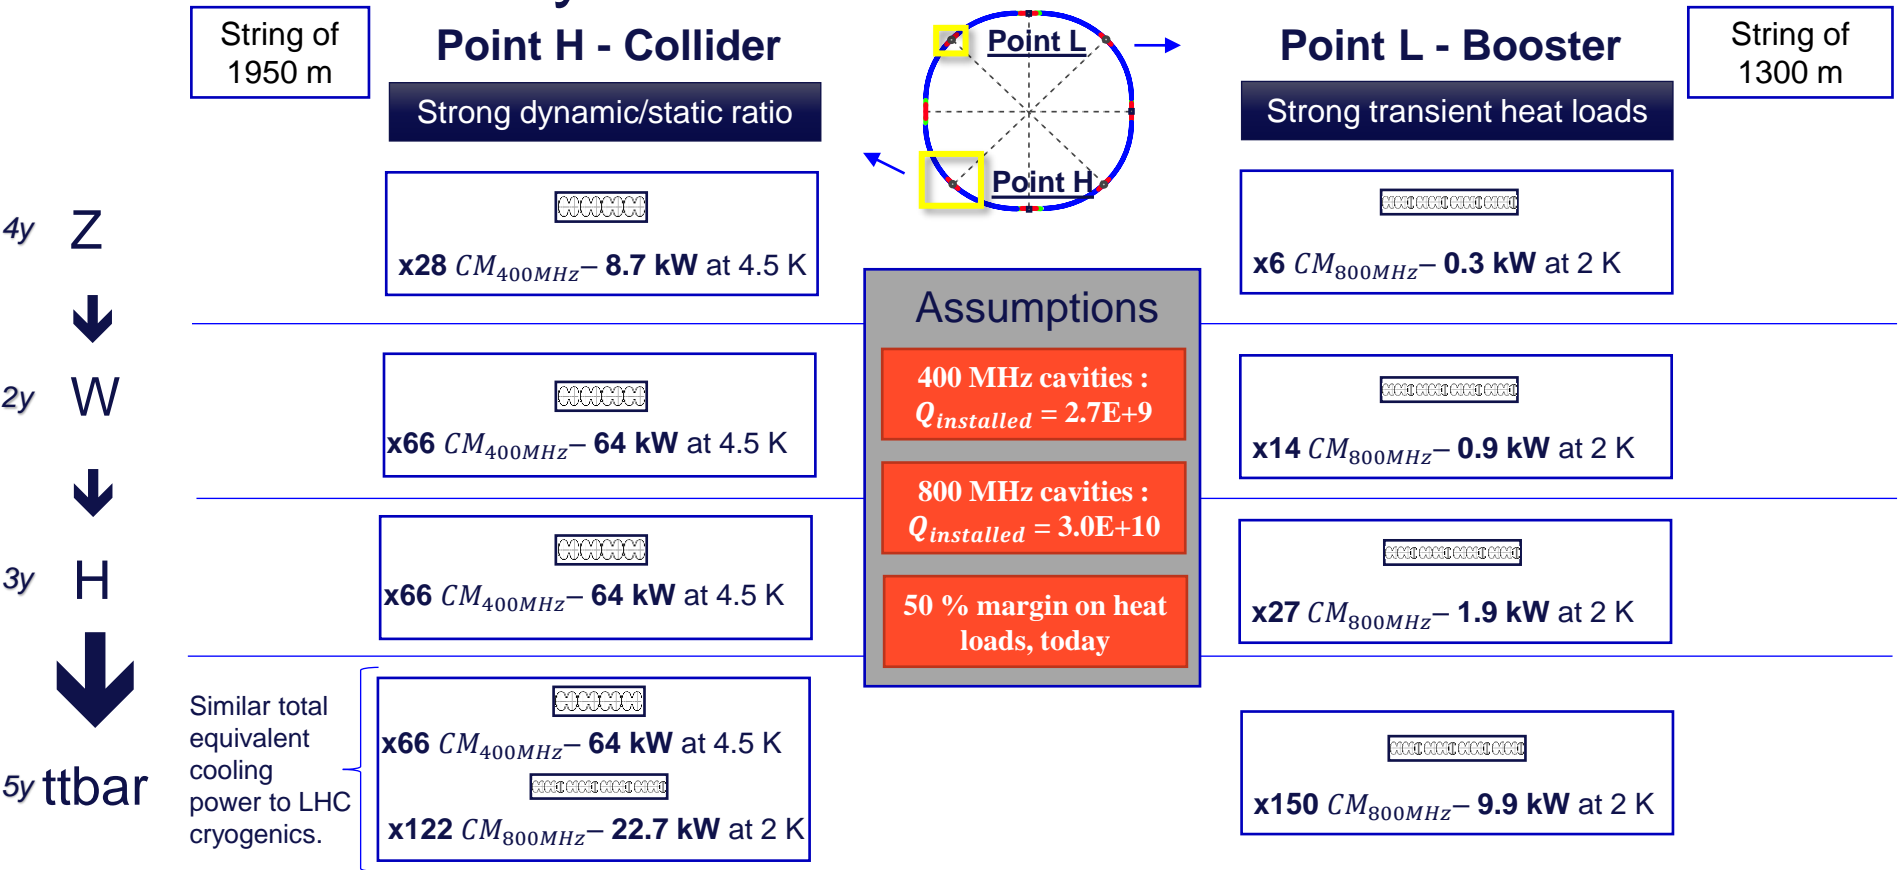 String of
1950 m
Point H - Collider
Strong dynamic/static ratio
Point L
Point H
Point L - Booster
Strong transient heat loads
String of
1300 m
4y Z
x28 CM400MHz– 8.7 kW at 4.5 K
x6 CM800MHz– 0.3 kW at 2 K
2y W
x66 CM400MHz– 64 kW at 4.5 K
x14 CM800MHz– 0.9 kW at 2 K
3y H
x66 CM400MHz– 64 kW at 4.5 K
x27 CM800MHz– 1.9 kW at 2 K
Assumptions
400 MHz cavities :
Qinstalled = 2.7E+9
800 MHz cavities :
Qinstalled = 3.0E+10
50 % margin on heat
loads, today
5y ttbar
Similar total
equivalent
cooling
power to LHC
cryogenics.
x66 CM400MHz– 64 kW at 4.5 K
x122 CM800MHz– 22.7 kW at 2 K
x150 CM800MHz– 9.9 kW at 2 K